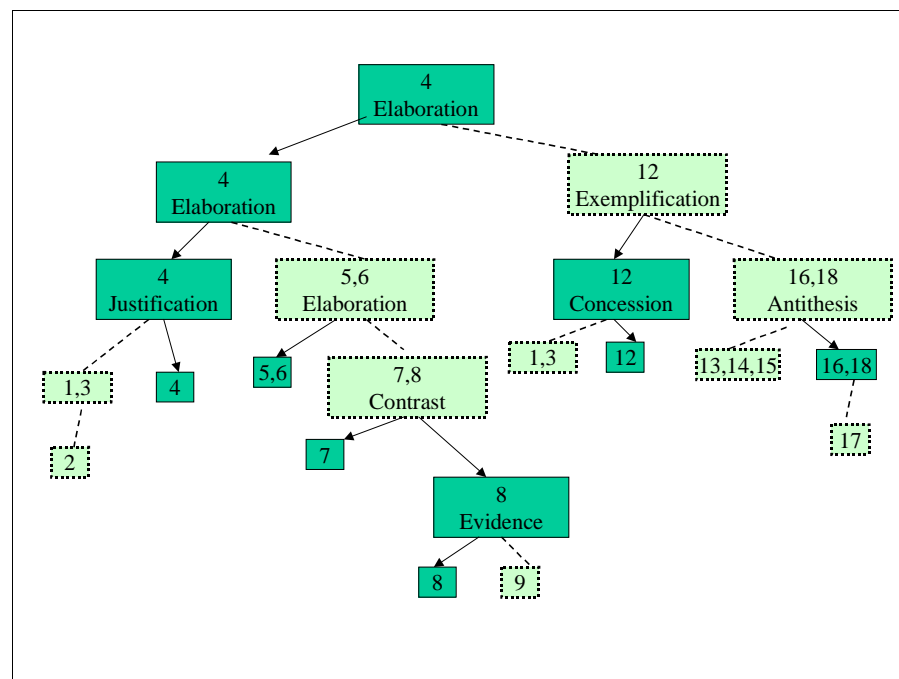 4
Elaboration
4
Elaboration
12
Exemplification
4
Justification
5,6
Elaboration
12
Concession
16,18
Antithesis
1,3
4
5,6
7,8
Contrast
1,3
12
13,14,15
16,18
2
7
17
8
Evidence
8
9